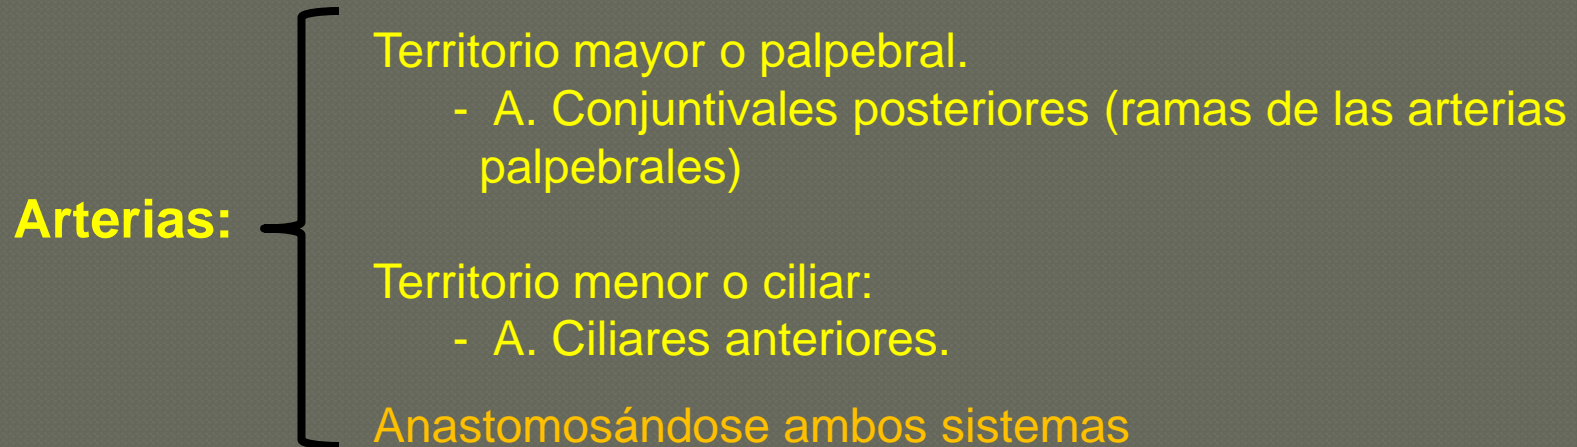 Territorio mayor o palpebral.
- A. Conjuntivales posteriores (ramas de las arterias
palpebrales)
Arterias:
Territorio menor o ciliar:
- A. Ciliares anteriores.
Anastomosándose ambos sistemas